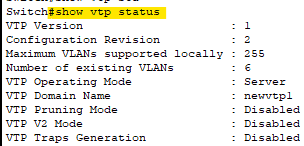 Switch#show vtp status
VTP Version : 1
Configuration Revision : 2
Maximum VLANs supported locally : 255
Number of existing VLANs : 6
VTP Operating Mode : Server
VTP Domain Name : newvtp1
VTP Pruning Mode : Disabled
VTP V2 Mode : Disabled
VTP Traps Generation : Disabled